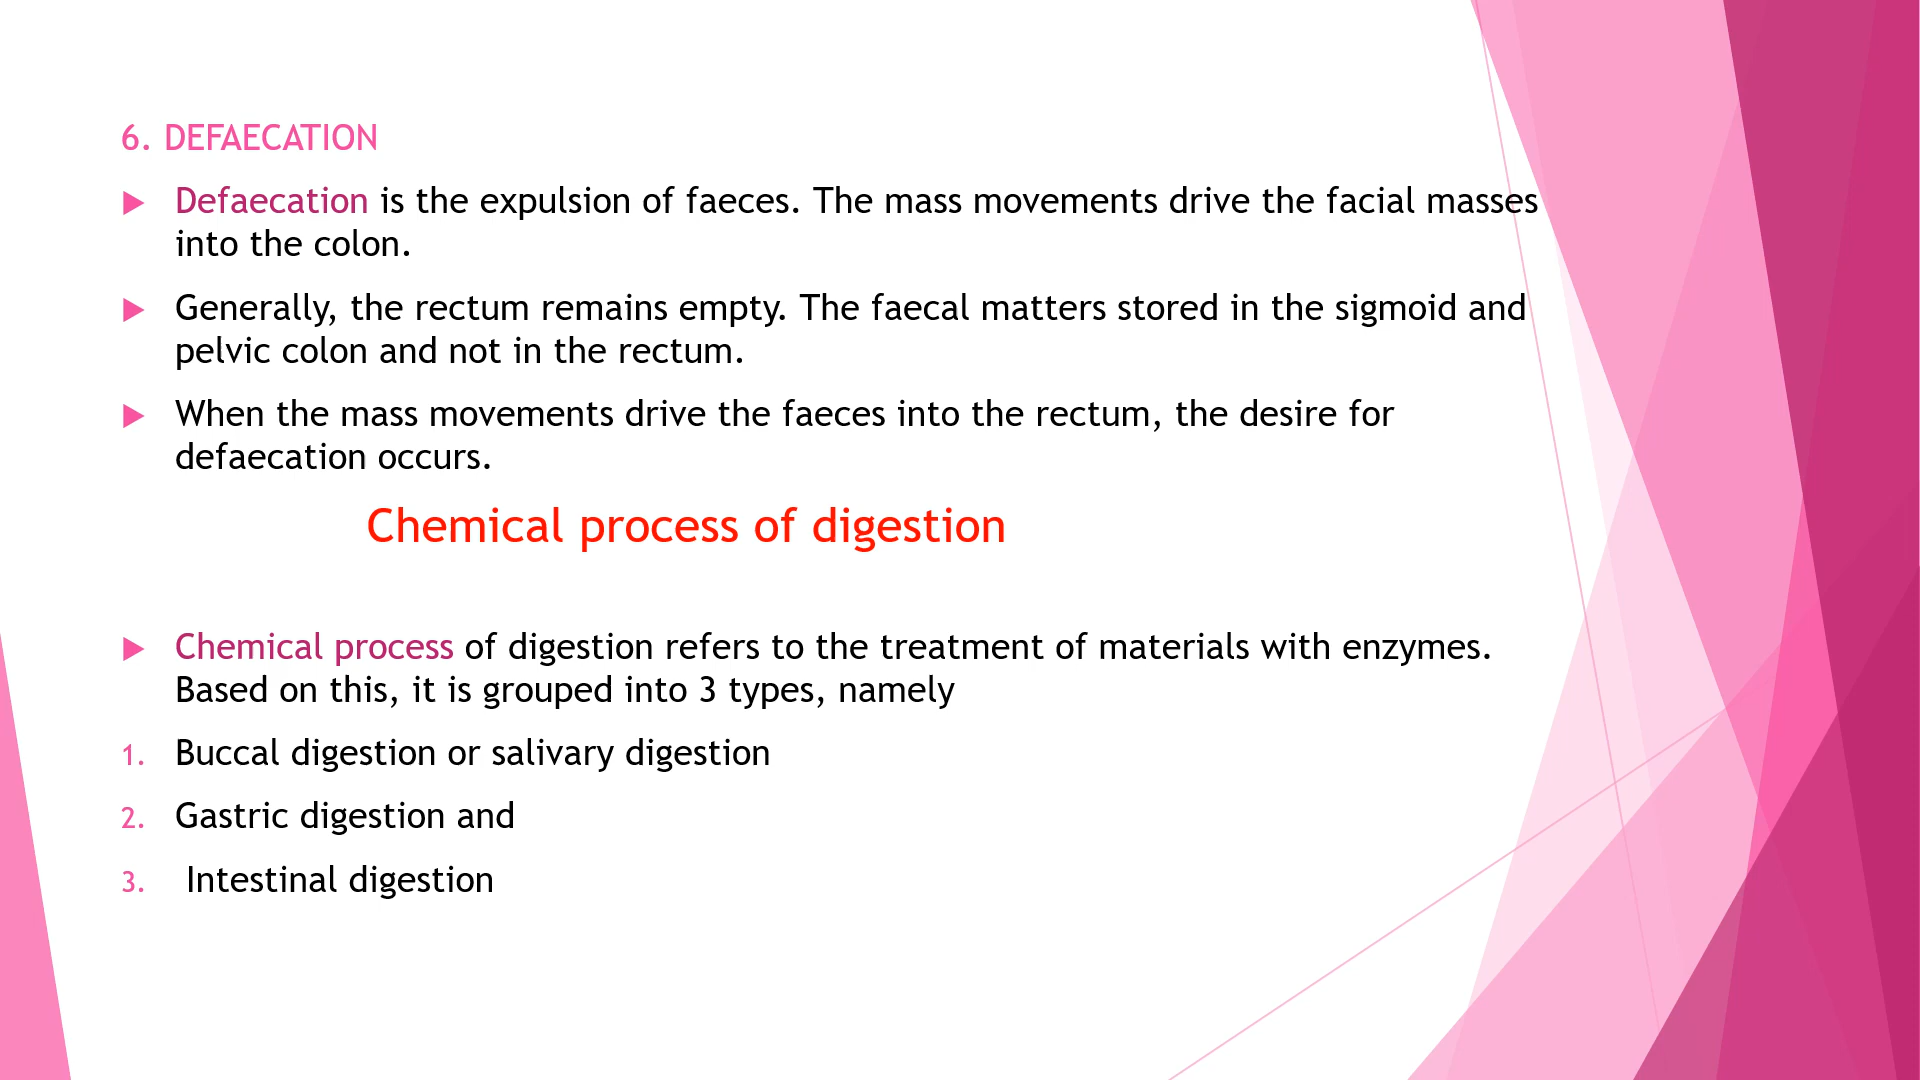 6. DEFAECATION
Defaecation is the expulsion of faeces. The mass movements drive the facial masses
into the colon.
Generally, the rectum remains empty. The faecal matters stored in the sigmoid and
pelvic colon and not in the rectum.
When the mass movements drive the faeces into the rectum, the desire for
defaecation occurs.
Chemical process of digestion
Chemical process of digestion refers to the treatment of materials with enzymes.
Based on this, it is grouped into 3 types, namely
1. Buccal digestion or salivary digestion
2. Gastric digestion and
3. Intestinal digestion